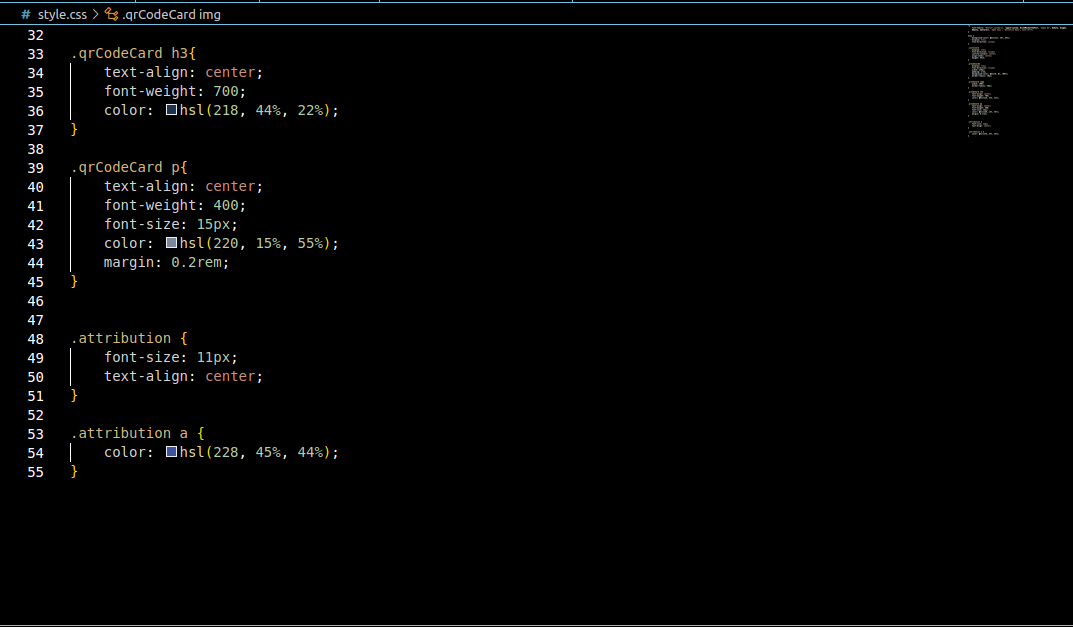 # style.css > .qrCodeCard img
32
33 .qrCodeCard h3{
34     text-align: center;
35     font-weight: 700;
36     color: hsl(218, 44%, 22%);
37 }
38
39 .qrCodeCard p{
40     text-align: center;
41     font-weight: 400;
42     font-size: 15px;
43     color: hsl(220, 15%, 55%);
44     margin: 0.2rem;
45 }
46
47
48 .attribution {
49     font-size: 11px;
50     text-align: center;
51 }
52
53 .attribution a {
54     color: hsl(228, 45%, 44%);
55 }